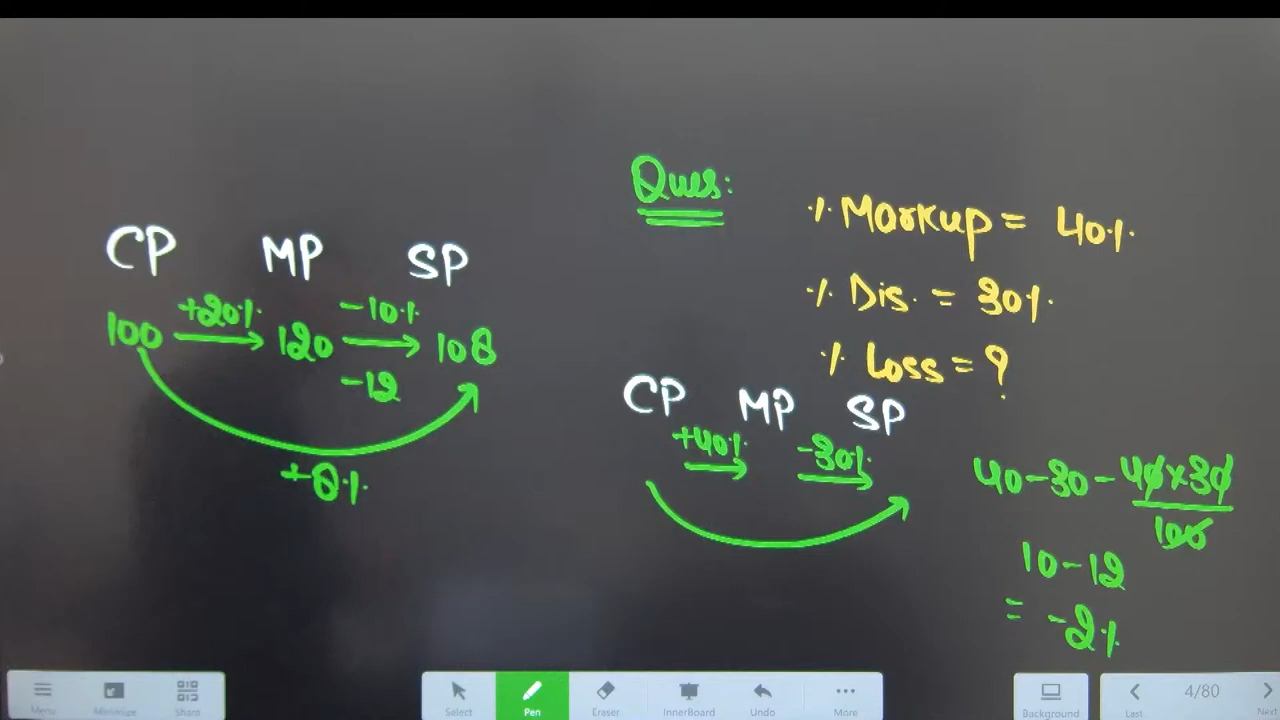 CP MP SP
+20% -10%
100 → 120 → 108
-12
+8%
Ques:
% Markup = 40%
% Dis. = 30%
% Loss = ?
CP MP SP
+40% -30%
40-30-40×30/100
10-12
= -2%
Menu Minimize Share Select Pen Eraser InnerBoard Undo More Background Last 4/80 Next